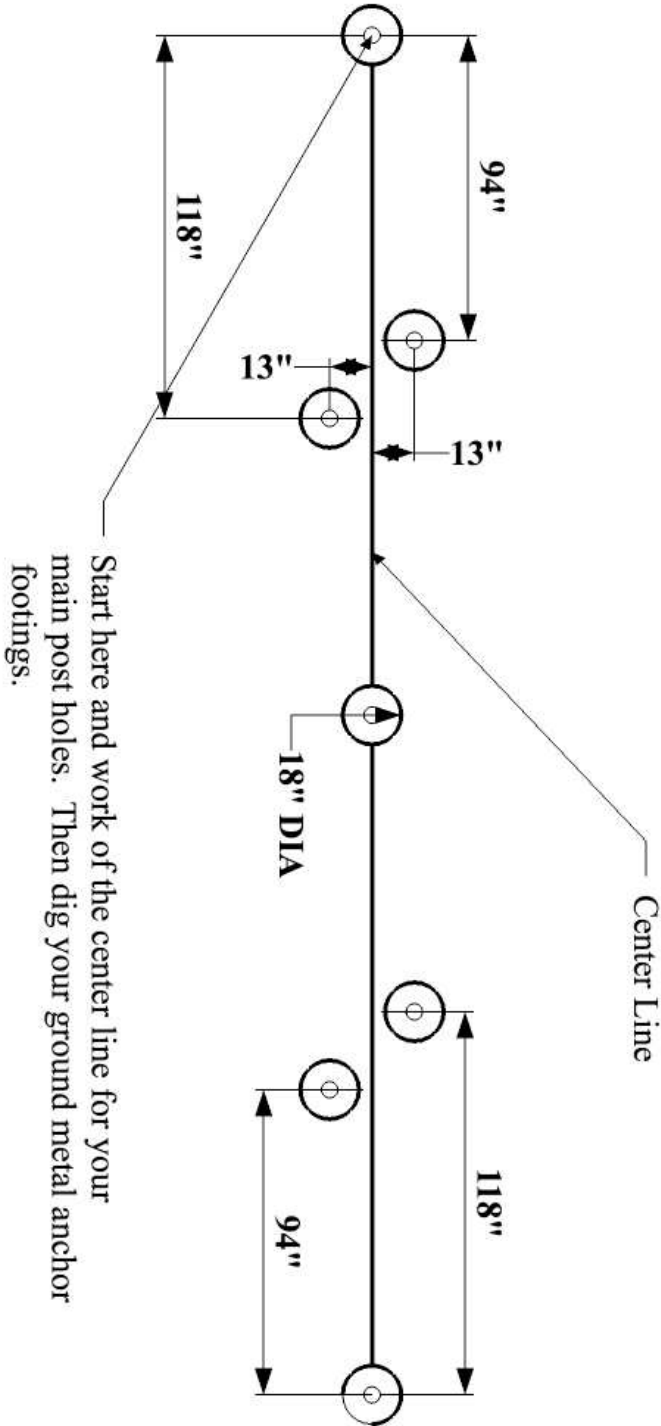 94"
118"
13"
13"
18" DIA
Center Line
118"
94"
Start here and work of the center line for your
main post holes.  Then dig your ground metal anchor
footings.